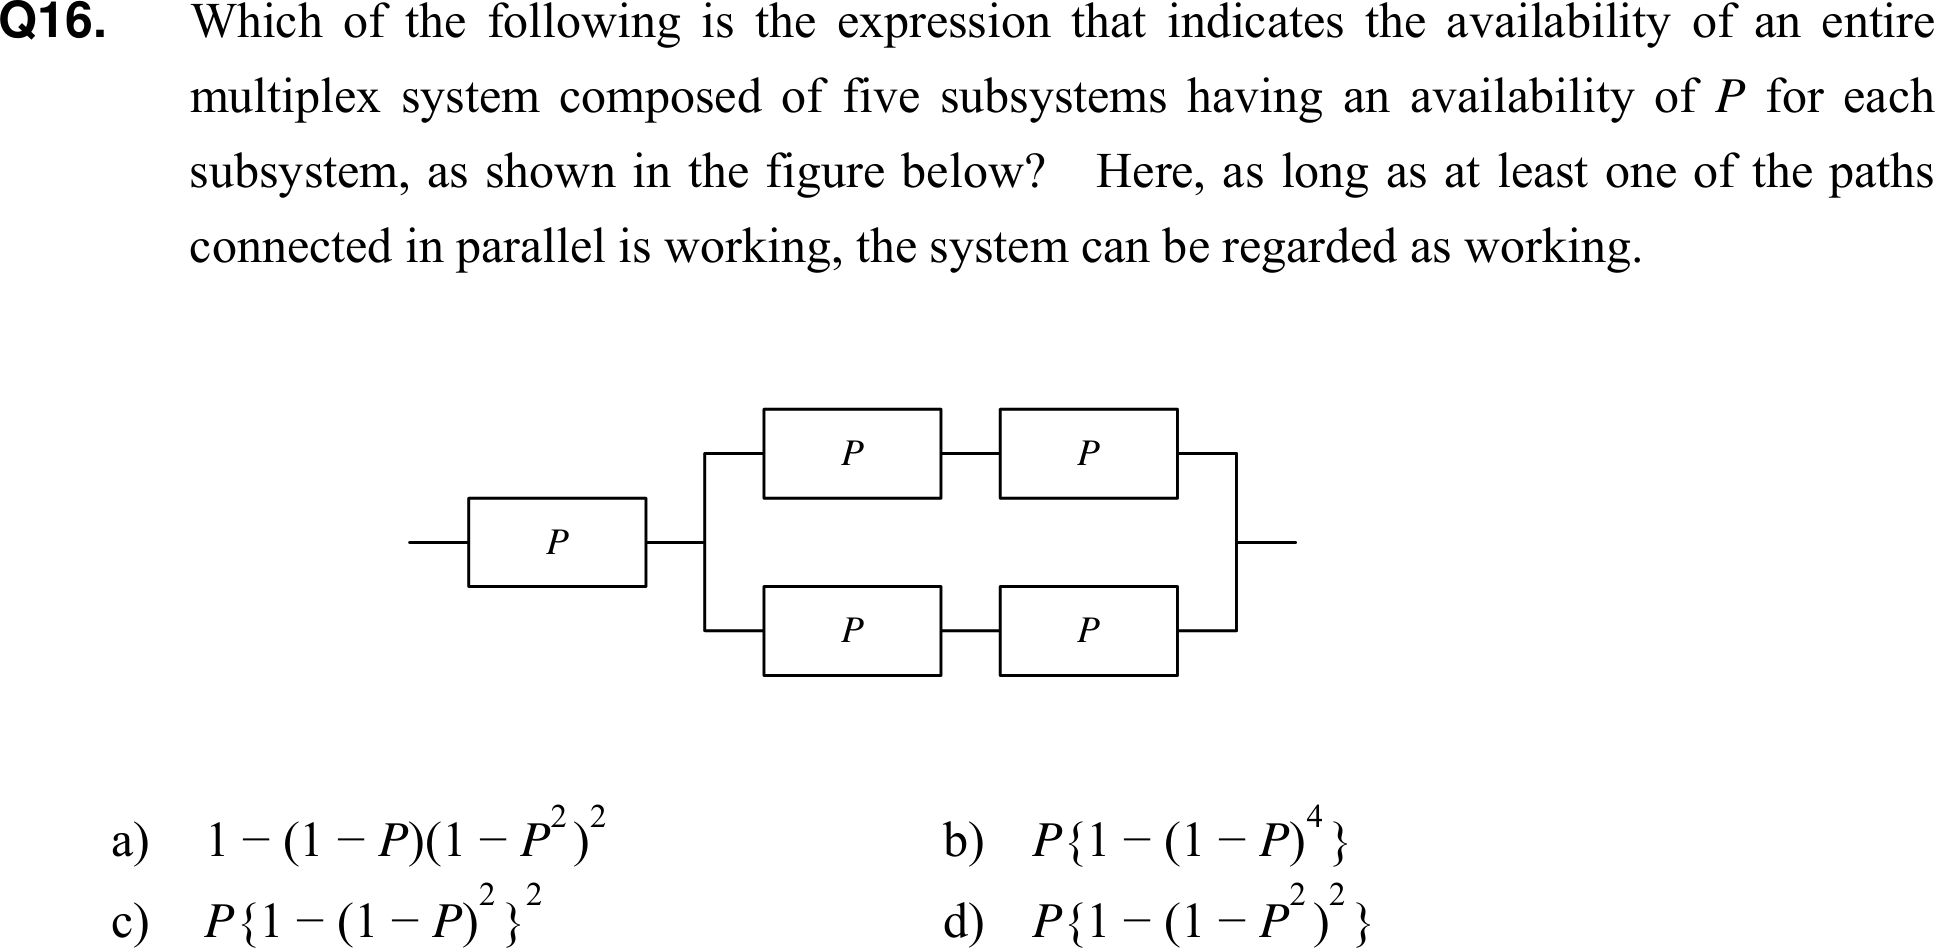 Q16. Which of the following is the expression that indicates the availability of an entire
multiplex system composed of five subsystems having an availability of P for each
subsystem, as shown in the figure below? Here, as long as at least one of the paths
connected in parallel is working, the system can be regarded as working.
P P
P
P P
a) 1 − (1 − P)(1 − P²)² b) P{1 − (1 − P)⁴}
c) P{1 − (1 − P)²}² d) P{1 − (1 − P²)²}